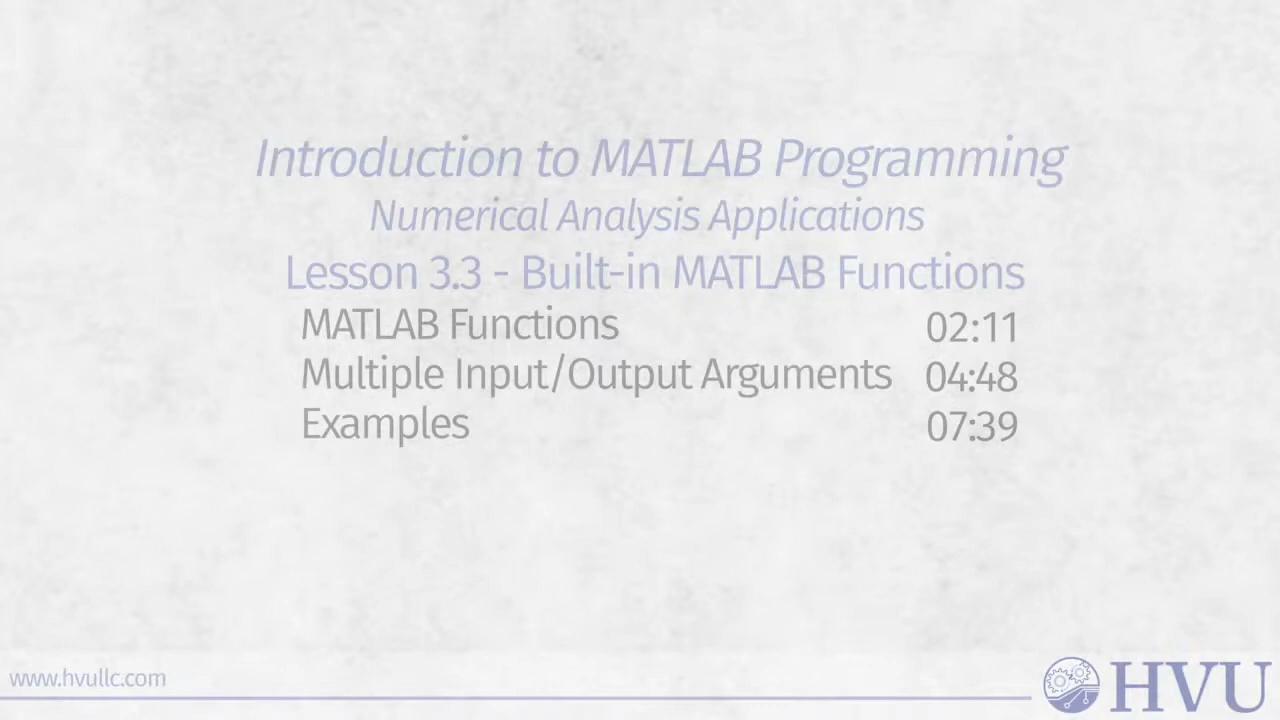 Introduction to MATLAB Programming
Numerical Analysis Applications
Lesson 3.3 - Built-in MATLAB Functions
MATLAB Functions 02:11
Multiple Input/Output Arguments 04:48
Examples 07:39
www.hvullc.com
HVU